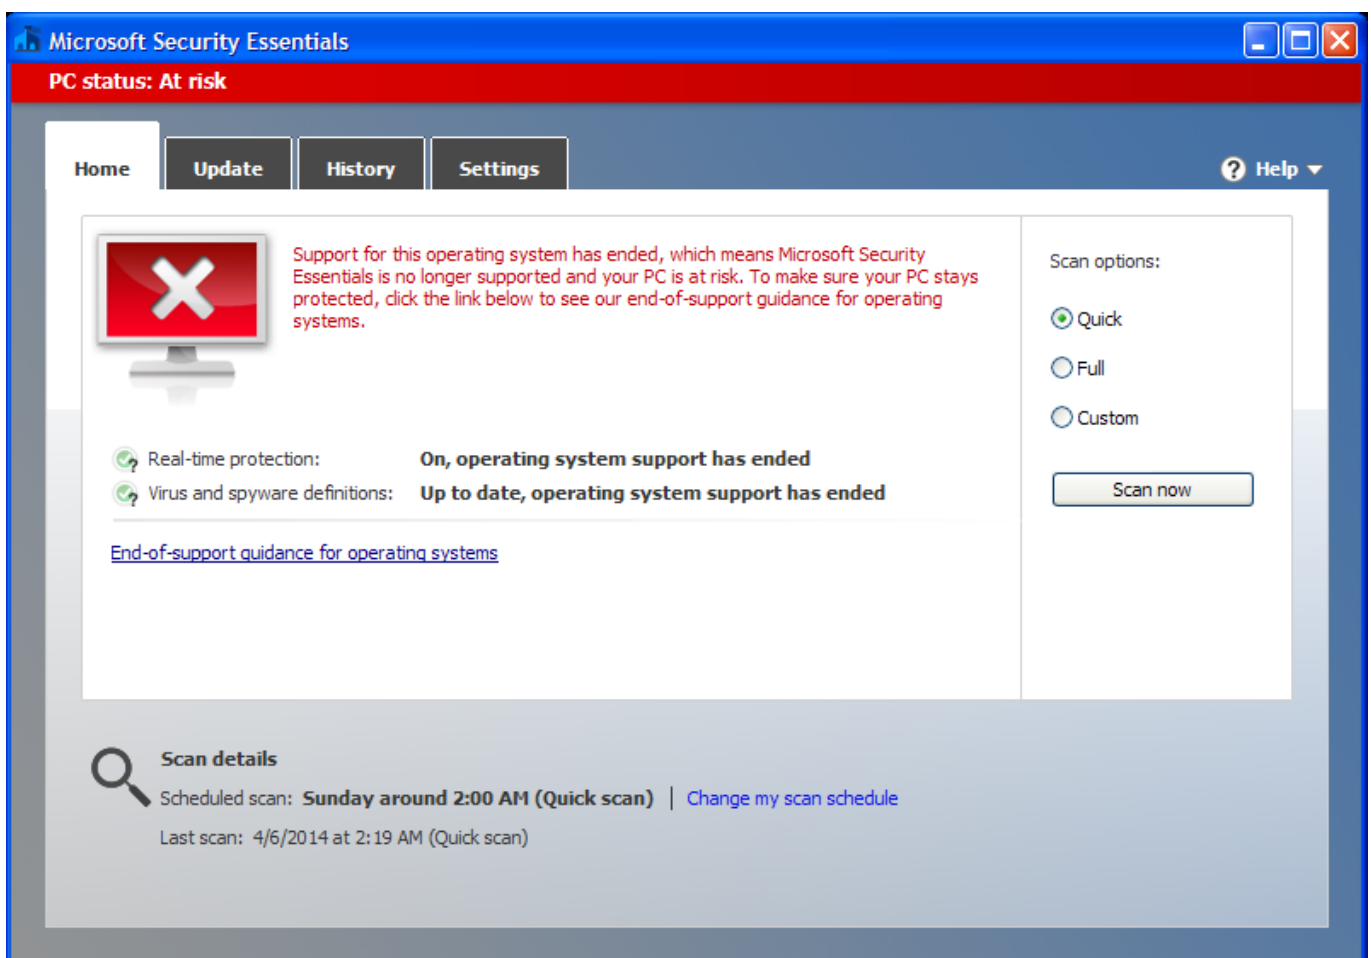 Microsoft Security Essentials
PC status: At risk
Home Update History Settings
Help
Support for this operating system has ended, which means Microsoft Security
Essentials is no longer supported and your PC is at risk. To make sure your PC stays
protected, click the link below to see our end-of-support guidance for operating
systems.
Scan options:
Quick
Full
Custom
Scan now
Real-time protection: On, operating system support has ended
Virus and spyware definitions: Up to date, operating system support has ended
End-of-support guidance for operating systems
Scan details
Scheduled scan: Sunday around 2:00 AM (Quick scan) | Change my scan schedule
Last scan: 4/6/2014 at 2:19 AM (Quick scan)